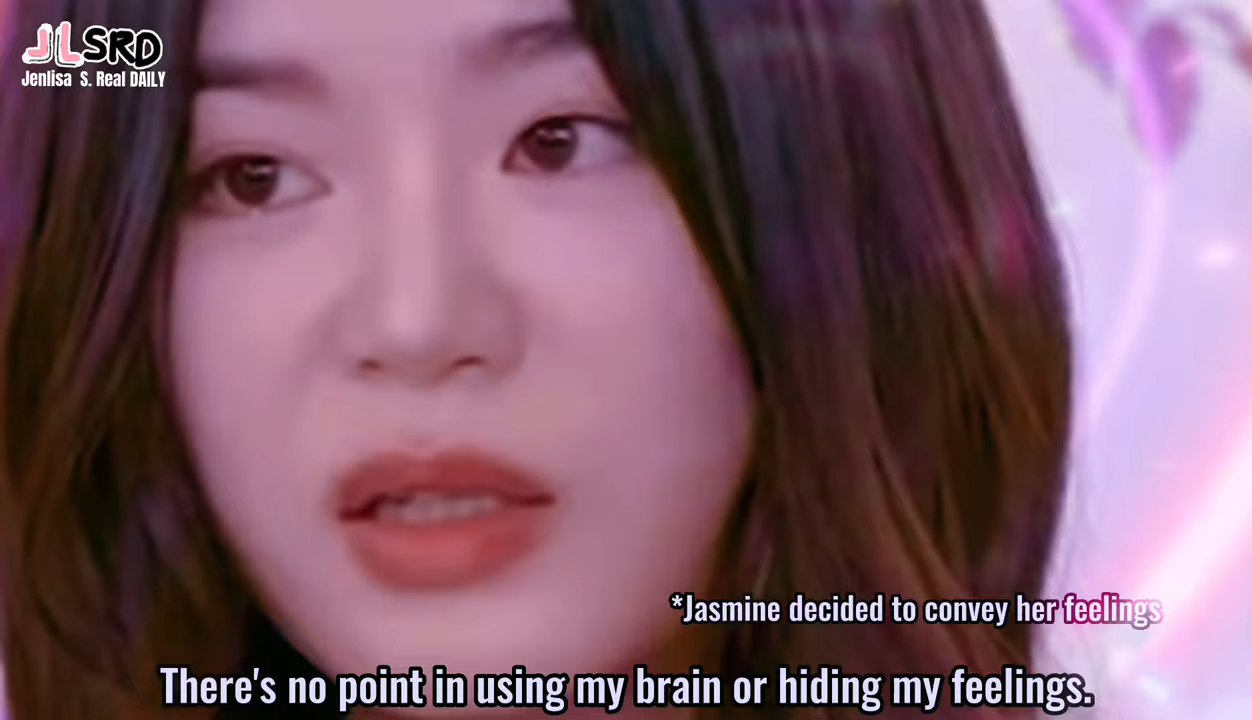 JLSRD
Jenlisa S. Real DAILY
*Jasmine decided to convey her feelings
There's no point in using my brain or hiding my feelings.